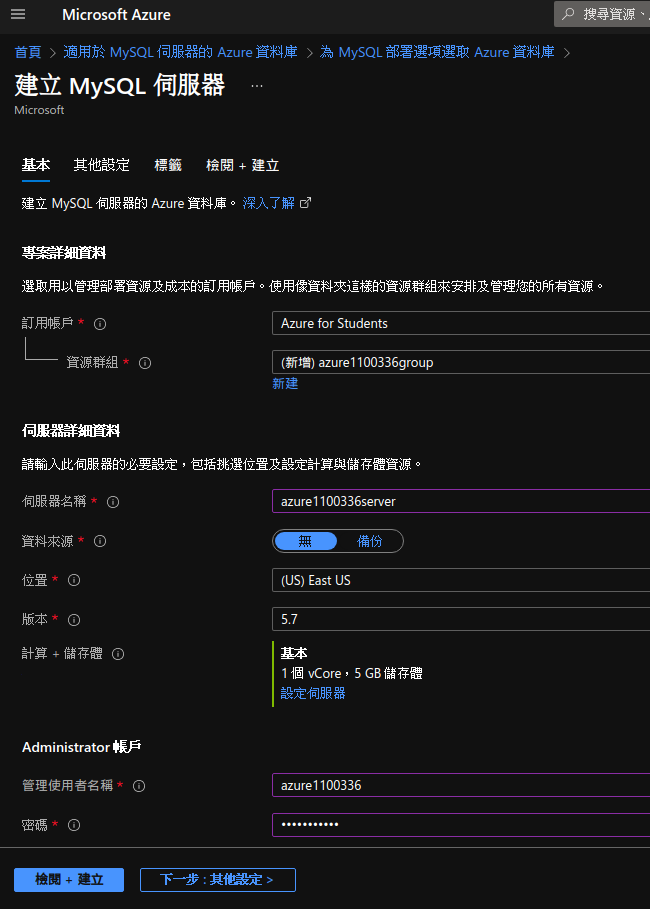 Microsoft Azure
搜尋資源、
首頁 > 適用於 MySQL 伺服器的 Azure 資料庫 > 為 MySQL 部署選項選取 Azure 資料庫 >
建立 MySQL 伺服器 ...
Microsoft
基本 其他設定 標籤 檢閱 + 建立
建立 MySQL 伺服器的 Azure 資料庫。深入了解
專案詳細資料
選取用以管理部署資源及成本的訂用帳戶。使用像資料夾這樣的資源群組來安排及管理您的所有資源。
訂用帳戶 * Azure for Students
資源群組 * (新增) azure1100336group
新建
伺服器詳細資料
請輸入此伺服器的必要設定,包括挑選位置及設定計算與儲存體資源。
伺服器名稱 * azure1100336server
資料來源 * 無 備份
位置 * (US) East US
版本 * 5.7
計算 + 儲存體 基本
1 個 vCore,5 GB 儲存體
設定伺服器
Administrator 帳戶
管理使用者名稱 * azure1100336
密碼 * •••••••••••
檢閱 + 建立 下一步 : 其他設定 >